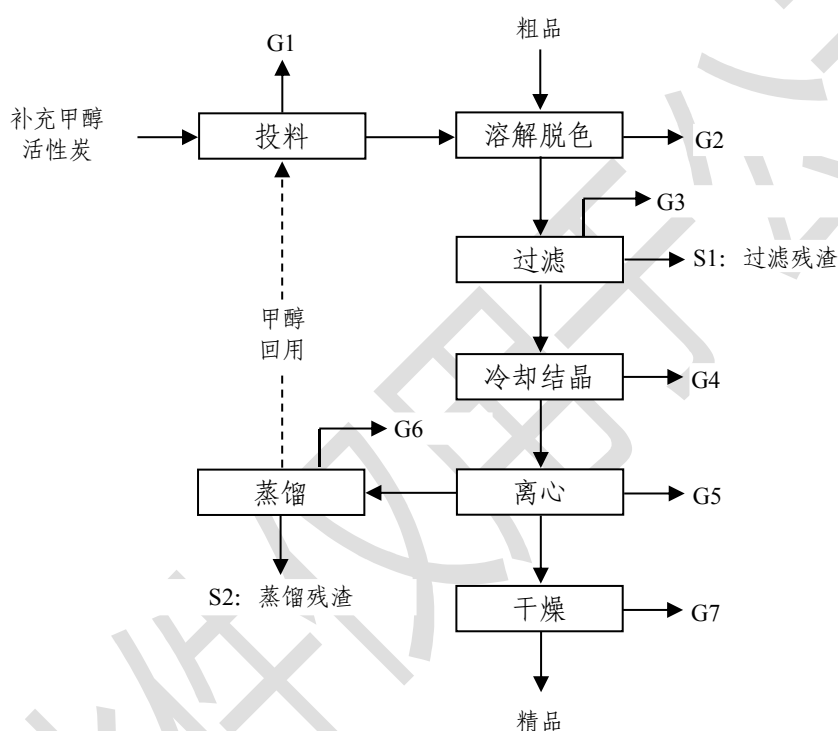 粗品
G1
补充甲醇
活性炭
投料
溶解脱色
G2
G3
过滤
S1：过滤残渣
甲醇
回用
冷却结晶
G4
G6
蒸馏
离心
G5
S2：蒸馏残渣
干燥
G7
精品